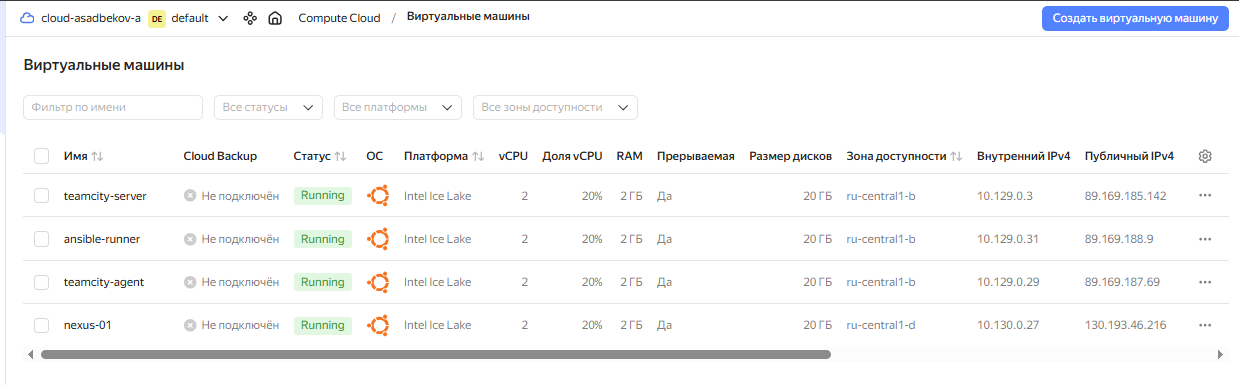 cloud-asadbekov-a DE default Compute Cloud / Виртуальные машины Создать виртуальную машину
Виртуальные машины
Фильтр по имени Все статусы Все платформы Все зоны доступности
Имя Cloud Backup Статус ОС Платформа vCPU Доля vCPU RAM Прерываемая Размер дисков Зона доступности Внутренний IPv4 Публичный IPv4
teamcity-server Не подключён Running Intel Ice Lake 2 20% 2 ГБ Да 20 ГБ ru-central1-b 10.129.0.3 89.169.185.142
ansible-runner Не подключён Running Intel Ice Lake 2 20% 2 ГБ Да 20 ГБ ru-central1-b 10.129.0.31 89.169.188.9
teamcity-agent Не подключён Running Intel Ice Lake 2 20% 2 ГБ Да 20 ГБ ru-central1-b 10.129.0.29 89.169.187.69
nexus-01 Не подключён Running Intel Ice Lake 2 20% 2 ГБ Да 20 ГБ ru-central1-d 10.130.0.27 130.193.46.216